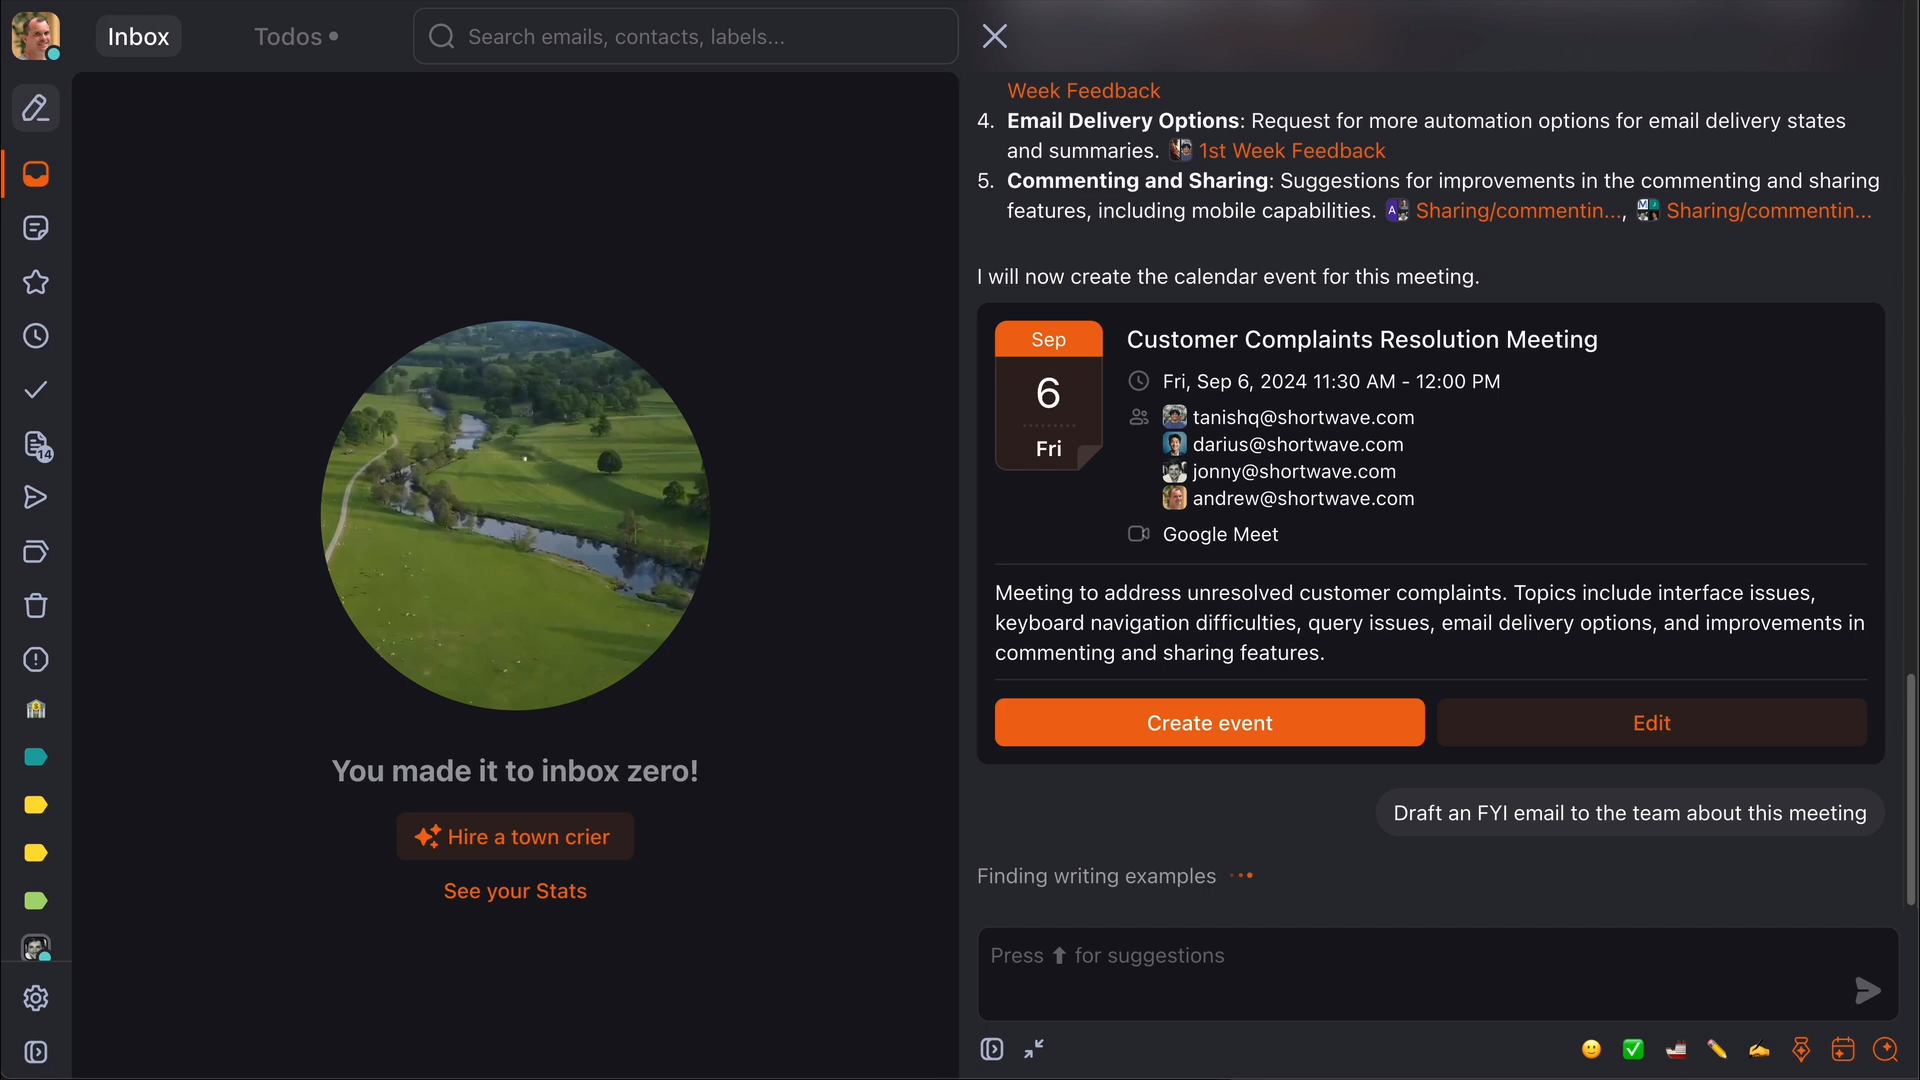 Inbox
Todos
Search emails, contacts, labels...
14
You made it to inbox zero!
Hire a town crier
See your Stats
Week Feedback
4. Email Delivery Options: Request for more automation options for email delivery states
and summaries. 1st Week Feedback
5. Commenting and Sharing: Suggestions for improvements in the commenting and sharing
features, including mobile capabilities. Sharing/commentin..., Sharing/commentin...
I will now create the calendar event for this meeting.
Sep
6
Fri
Customer Complaints Resolution Meeting
Fri, Sep 6, 2024 11:30 AM - 12:00 PM
tanishq@shortwave.com
darius@shortwave.com
jonny@shortwave.com
andrew@shortwave.com
Google Meet
Meeting to address unresolved customer complaints. Topics include interface issues,
keyboard navigation difficulties, query issues, email delivery options, and improvements in
commenting and sharing features.
Create event
Edit
Draft an FYI email to the team about this meeting
Finding writing examples
Press ⬆ for suggestions